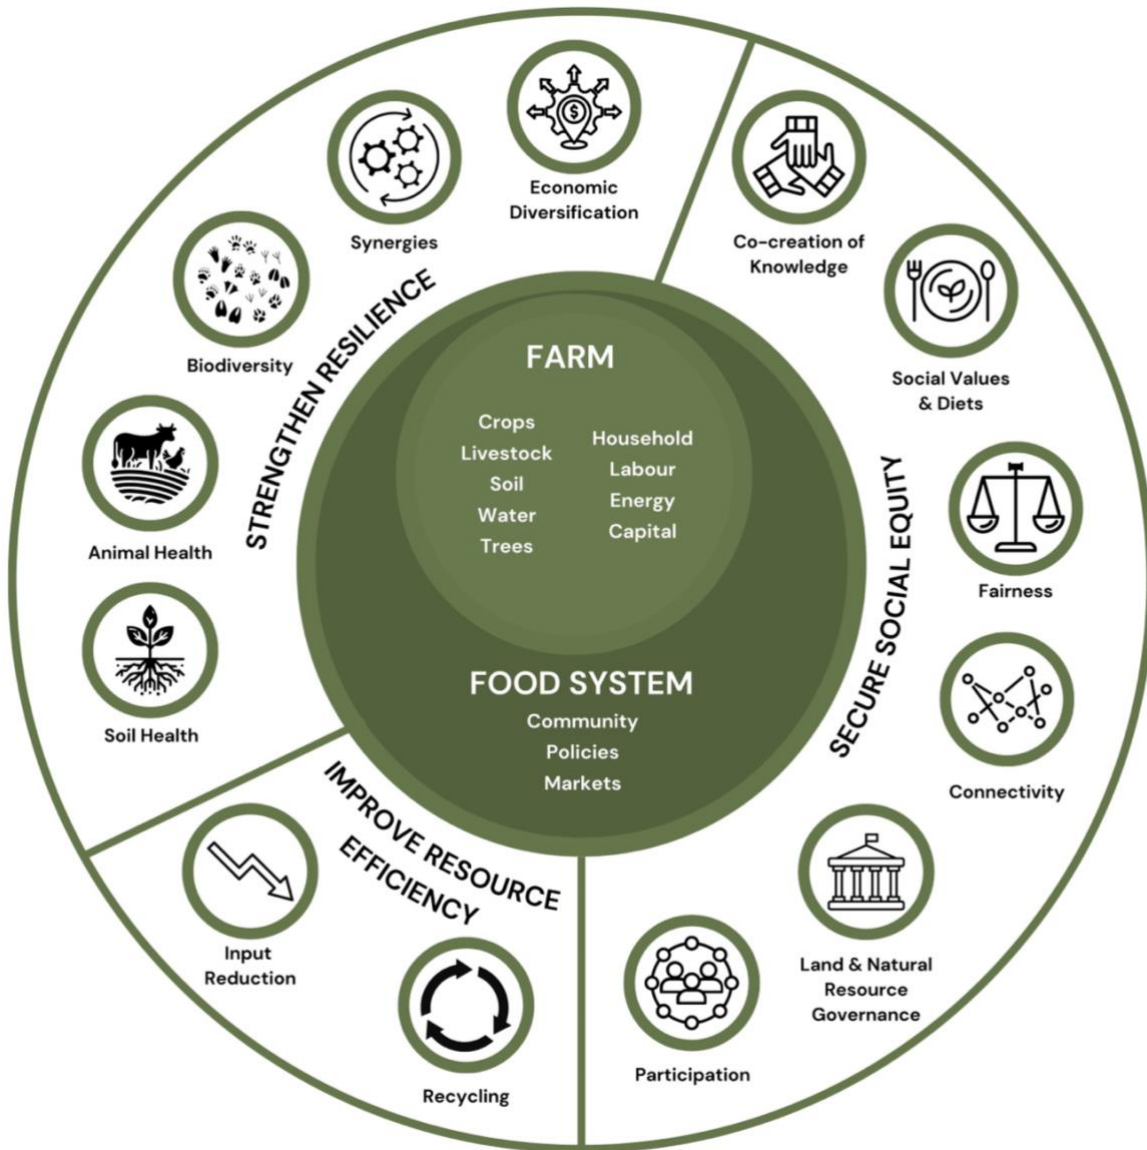 Economic
Diversification
Synergies
Biodiversity
Animal Health
Soil Health
STRENGTHEN RESILIENCE
Co-creation of
Knowledge
Social Values
& Diets
Fairness
Connectivity
Land & Natural
Resource
Governance
Participation
SECURE SOCIAL EQUITY
IMPROVE RESOURCE
EFFICIENCY
Input
Reduction
Recycling
FARM
Crops
Livestock
Soil
Water
Trees
Household
Labour
Energy
Capital
FOOD SYSTEM
Community
Policies
Markets
$